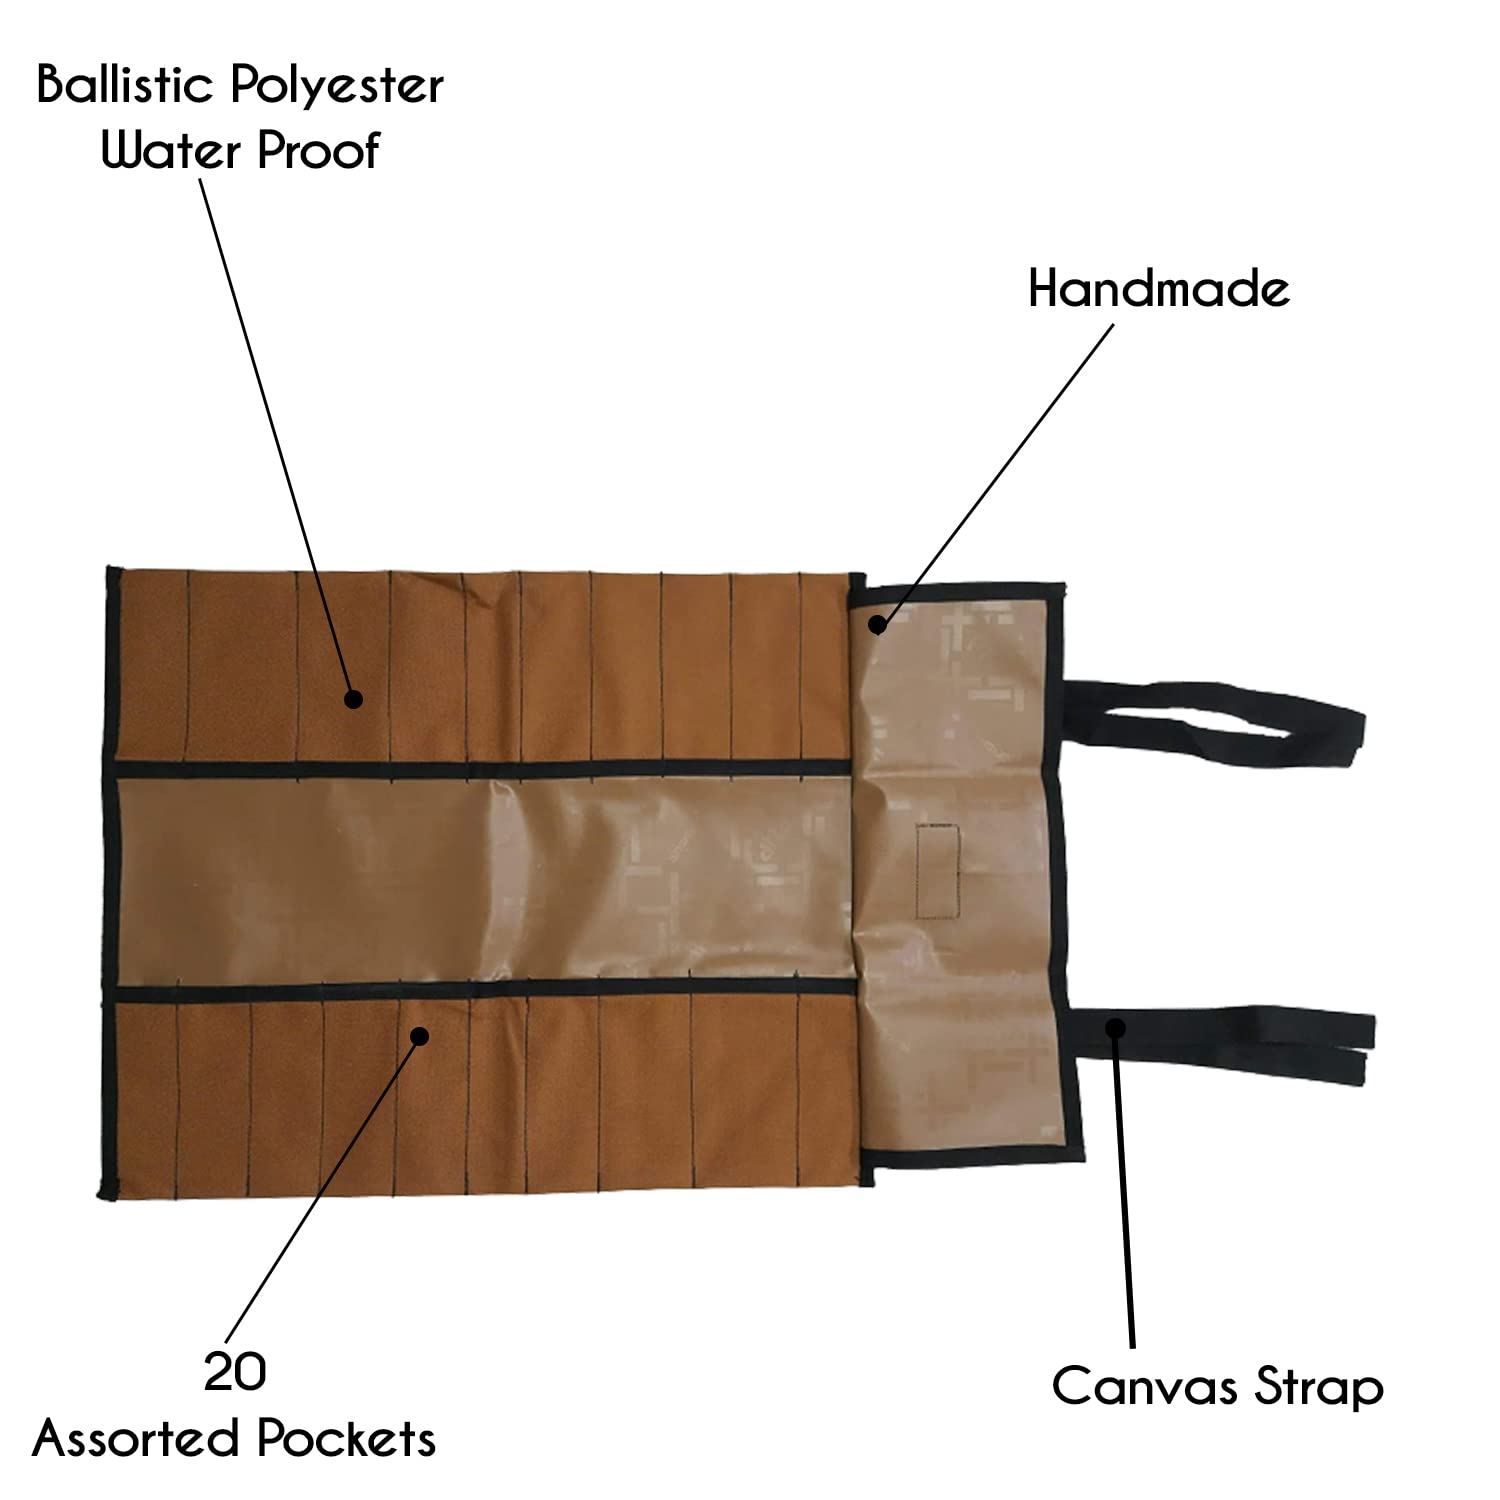 Ballistic Polyester
Water Proof
Handmade
20
Assorted Pockets
Canvas Strap